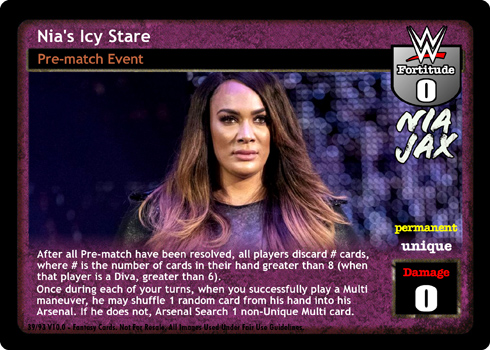 Nia's Icy Stare
Pre-match Event
W
Fortitude
0
NIA
JAX
permanent
unique
After all Pre-match have been resolved, all players discard # cards,
where # is the number of cards in their hand greater than 8 (when
that player is a Diva, greater than 6).
Once during each of your turns, when you successfully play a Multi
maneuver, he may shuffle 1 random card from his hand into his
Arsenal. If he does not, Arsenal Search 1 non-Unique Multi card.
Damage
0
39/93 V10.0 - Fantasy Cards. Not For Resale. All Images Used Under Fair Use Guidelines.